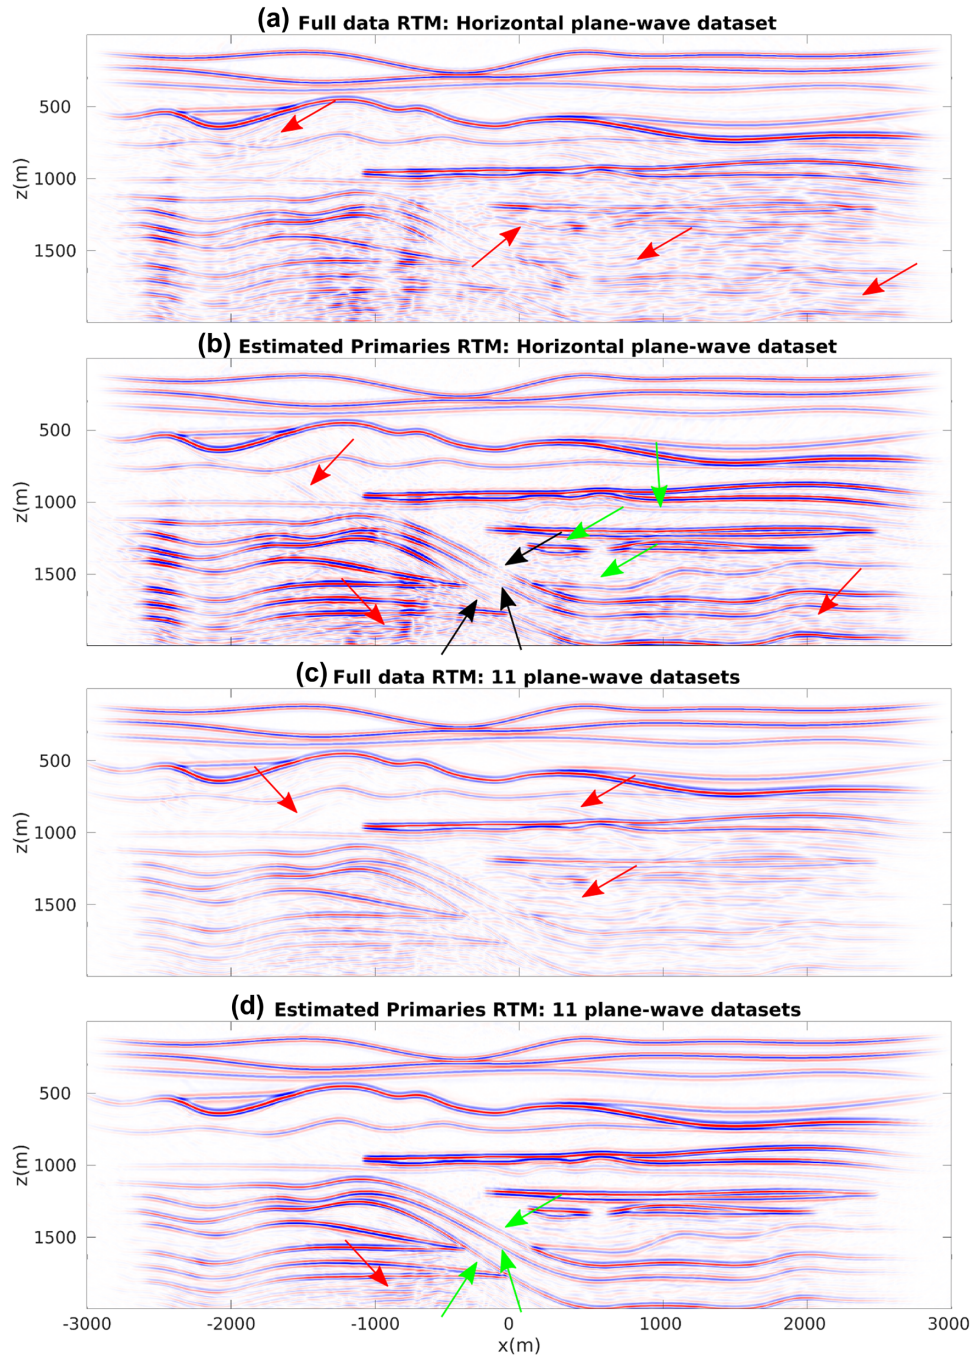 (a) Full data RTM: Horizontal plane-wave dataset
500
1000
1500
z(m)
(b) Estimated Primaries RTM: Horizontal plane-wave dataset
500
1000
1500
z(m)
(c) Full data RTM: 11 plane-wave datasets
500
1000
1500
z(m)
(d) Estimated Primaries RTM: 11 plane-wave datasets
500
1000
1500
z(m)
-3000 -2000 -1000 0 1000 2000 3000
x(m)